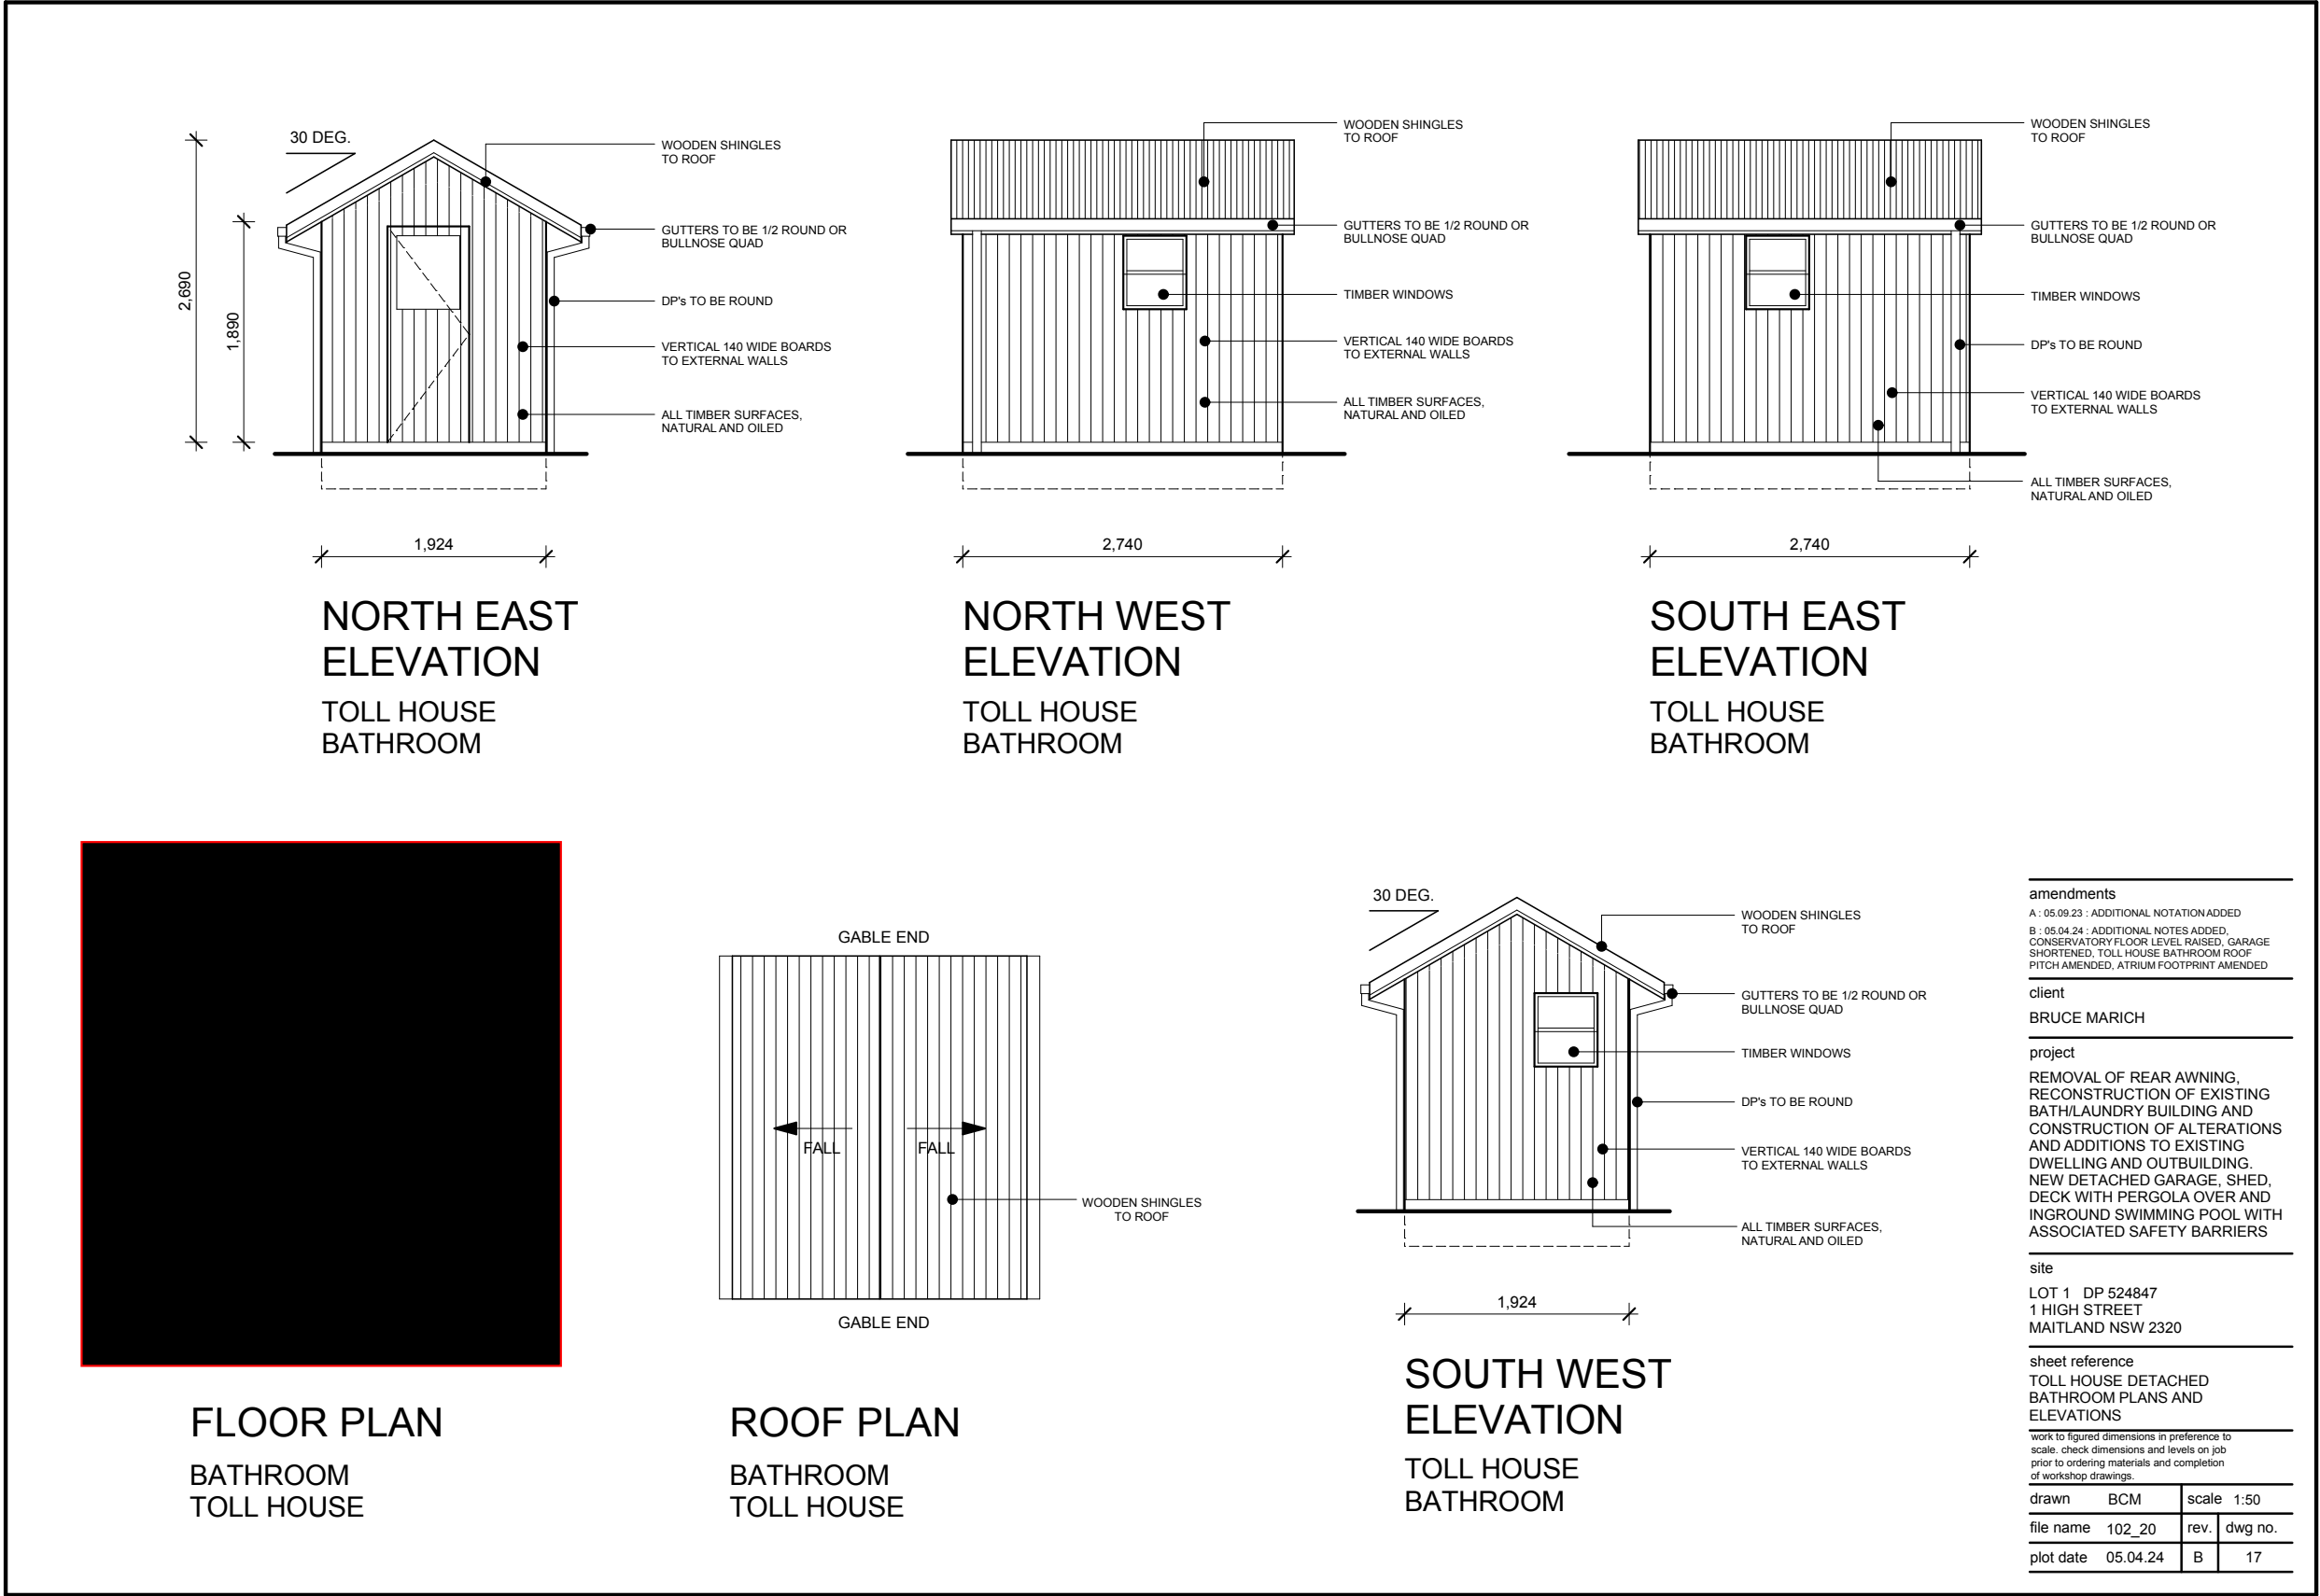 30 DEG.
2,690
1,890
WOODEN SHINGLES
TO ROOF
GUTTERS TO BE 1/2 ROUND OR
BULLNOSE QUAD
DP's TO BE ROUND
VERTICAL 140 WIDE BOARDS
TO EXTERNAL WALLS
ALL TIMBER SURFACES,
NATURAL AND OILED
1,924
NORTH EAST
ELEVATION
TOLL HOUSE
BATHROOM
WOODEN SHINGLES
TO ROOF
GUTTERS TO BE 1/2 ROUND OR
BULLNOSE QUAD
TIMBER WINDOWS
VERTICAL 140 WIDE BOARDS
TO EXTERNAL WALLS
ALL TIMBER SURFACES,
NATURAL AND OILED
2,740
NORTH WEST
ELEVATION
TOLL HOUSE
BATHROOM
WOODEN SHINGLES
TO ROOF
GUTTERS TO BE 1/2 ROUND OR
BULLNOSE QUAD
TIMBER WINDOWS
DP's TO BE ROUND
VERTICAL 140 WIDE BOARDS
TO EXTERNAL WALLS
ALL TIMBER SURFACES,
NATURAL AND OILED
2,740
SOUTH EAST
ELEVATION
TOLL HOUSE
BATHROOM
FLOOR PLAN
BATHROOM
TOLL HOUSE
GABLE END
FALL
FALL
WOODEN SHINGLES
TO ROOF
GABLE END
ROOF PLAN
BATHROOM
TOLL HOUSE
30 DEG.
WOODEN SHINGLES
TO ROOF
GUTTERS TO BE 1/2 ROUND OR
BULLNOSE QUAD
TIMBER WINDOWS
DP's TO BE ROUND
VERTICAL 140 WIDE BOARDS
TO EXTERNAL WALLS
ALL TIMBER SURFACES,
NATURAL AND OILED
1,924
SOUTH WEST
ELEVATION
TOLL HOUSE
BATHROOM
amendments
A : 05.09.23 : ADDITIONAL NOTATION ADDED
B : 05.04.24 : ADDITIONAL NOTES ADDED,
CONSERVATORY FLOOR LEVEL RAISED, GARAGE
SHORTENED, TOLL HOUSE BATHROOM ROOF
PITCH AMENDED, ATRIUM FOOTPRINT AMENDED
client
BRUCE MARICH
project
REMOVAL OF REAR AWNING,
RECONSTRUCTION OF EXISTING
BATH/LAUNDRY BUILDING AND
CONSTRUCTION OF ALTERATIONS
AND ADDITIONS TO EXISTING
DWELLING AND OUTBUILDING.
NEW DETACHED GARAGE, SHED,
DECK WITH PERGOLA OVER AND
INGROUND SWIMMING POOL WITH
ASSOCIATED SAFETY BARRIERS
site
LOT 1 DP 524847
1 HIGH STREET
MAITLAND NSW 2320
sheet reference
TOLL HOUSE DETACHED
BATHROOM PLANS AND
ELEVATIONS
work to figured dimensions in preference to
scale. check dimensions and levels on job
prior to ordering materials and completion
of workshop drawings.
drawn BCM scale 1:50
file name 102_20 rev. dwg no.
plot date 05.04.24 B 17